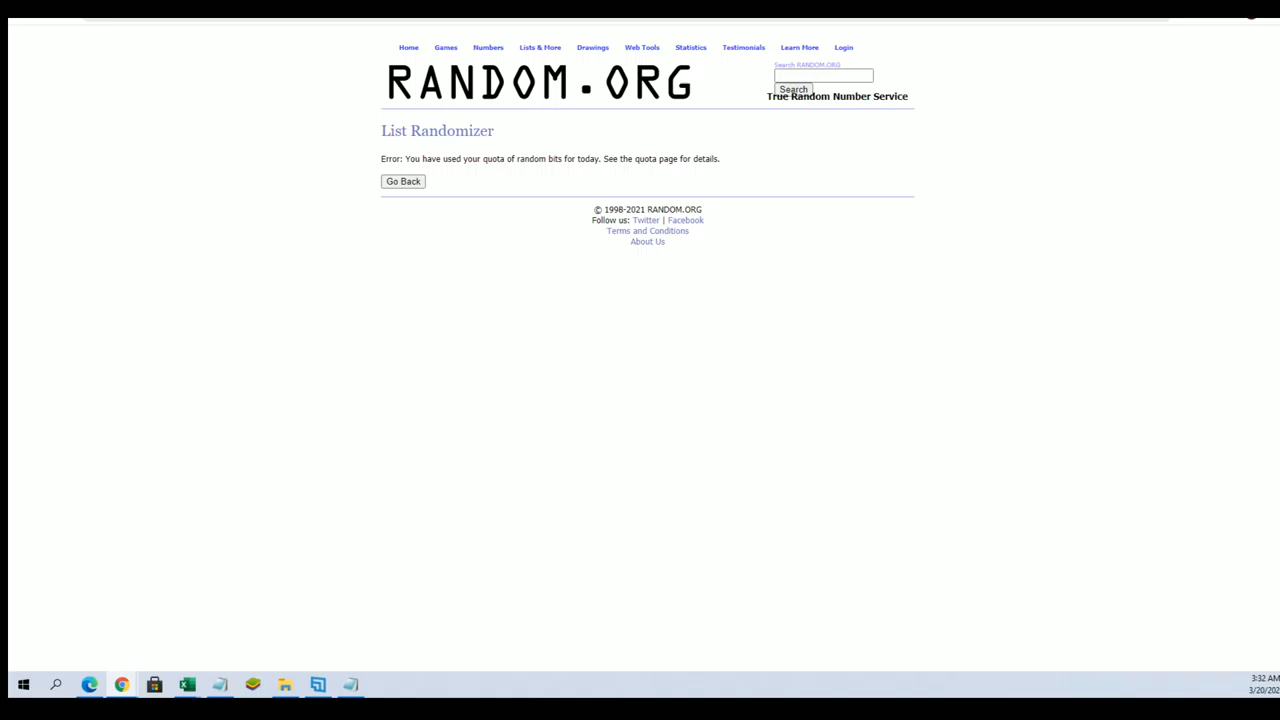 Home Games Numbers Lists & More Drawings Web Tools Statistics Testimonials Learn More Login
RANDOM.ORG
Search RANDOM.ORG
Search
True Random Number Service
List Randomizer
Error: You have used your quota of random bits for today. See the quota page for details.
Go Back
© 1998-2021 RANDOM.ORG
Follow us: Twitter | Facebook
Terms and Conditions
About Us
3:32 AM
3/20/202